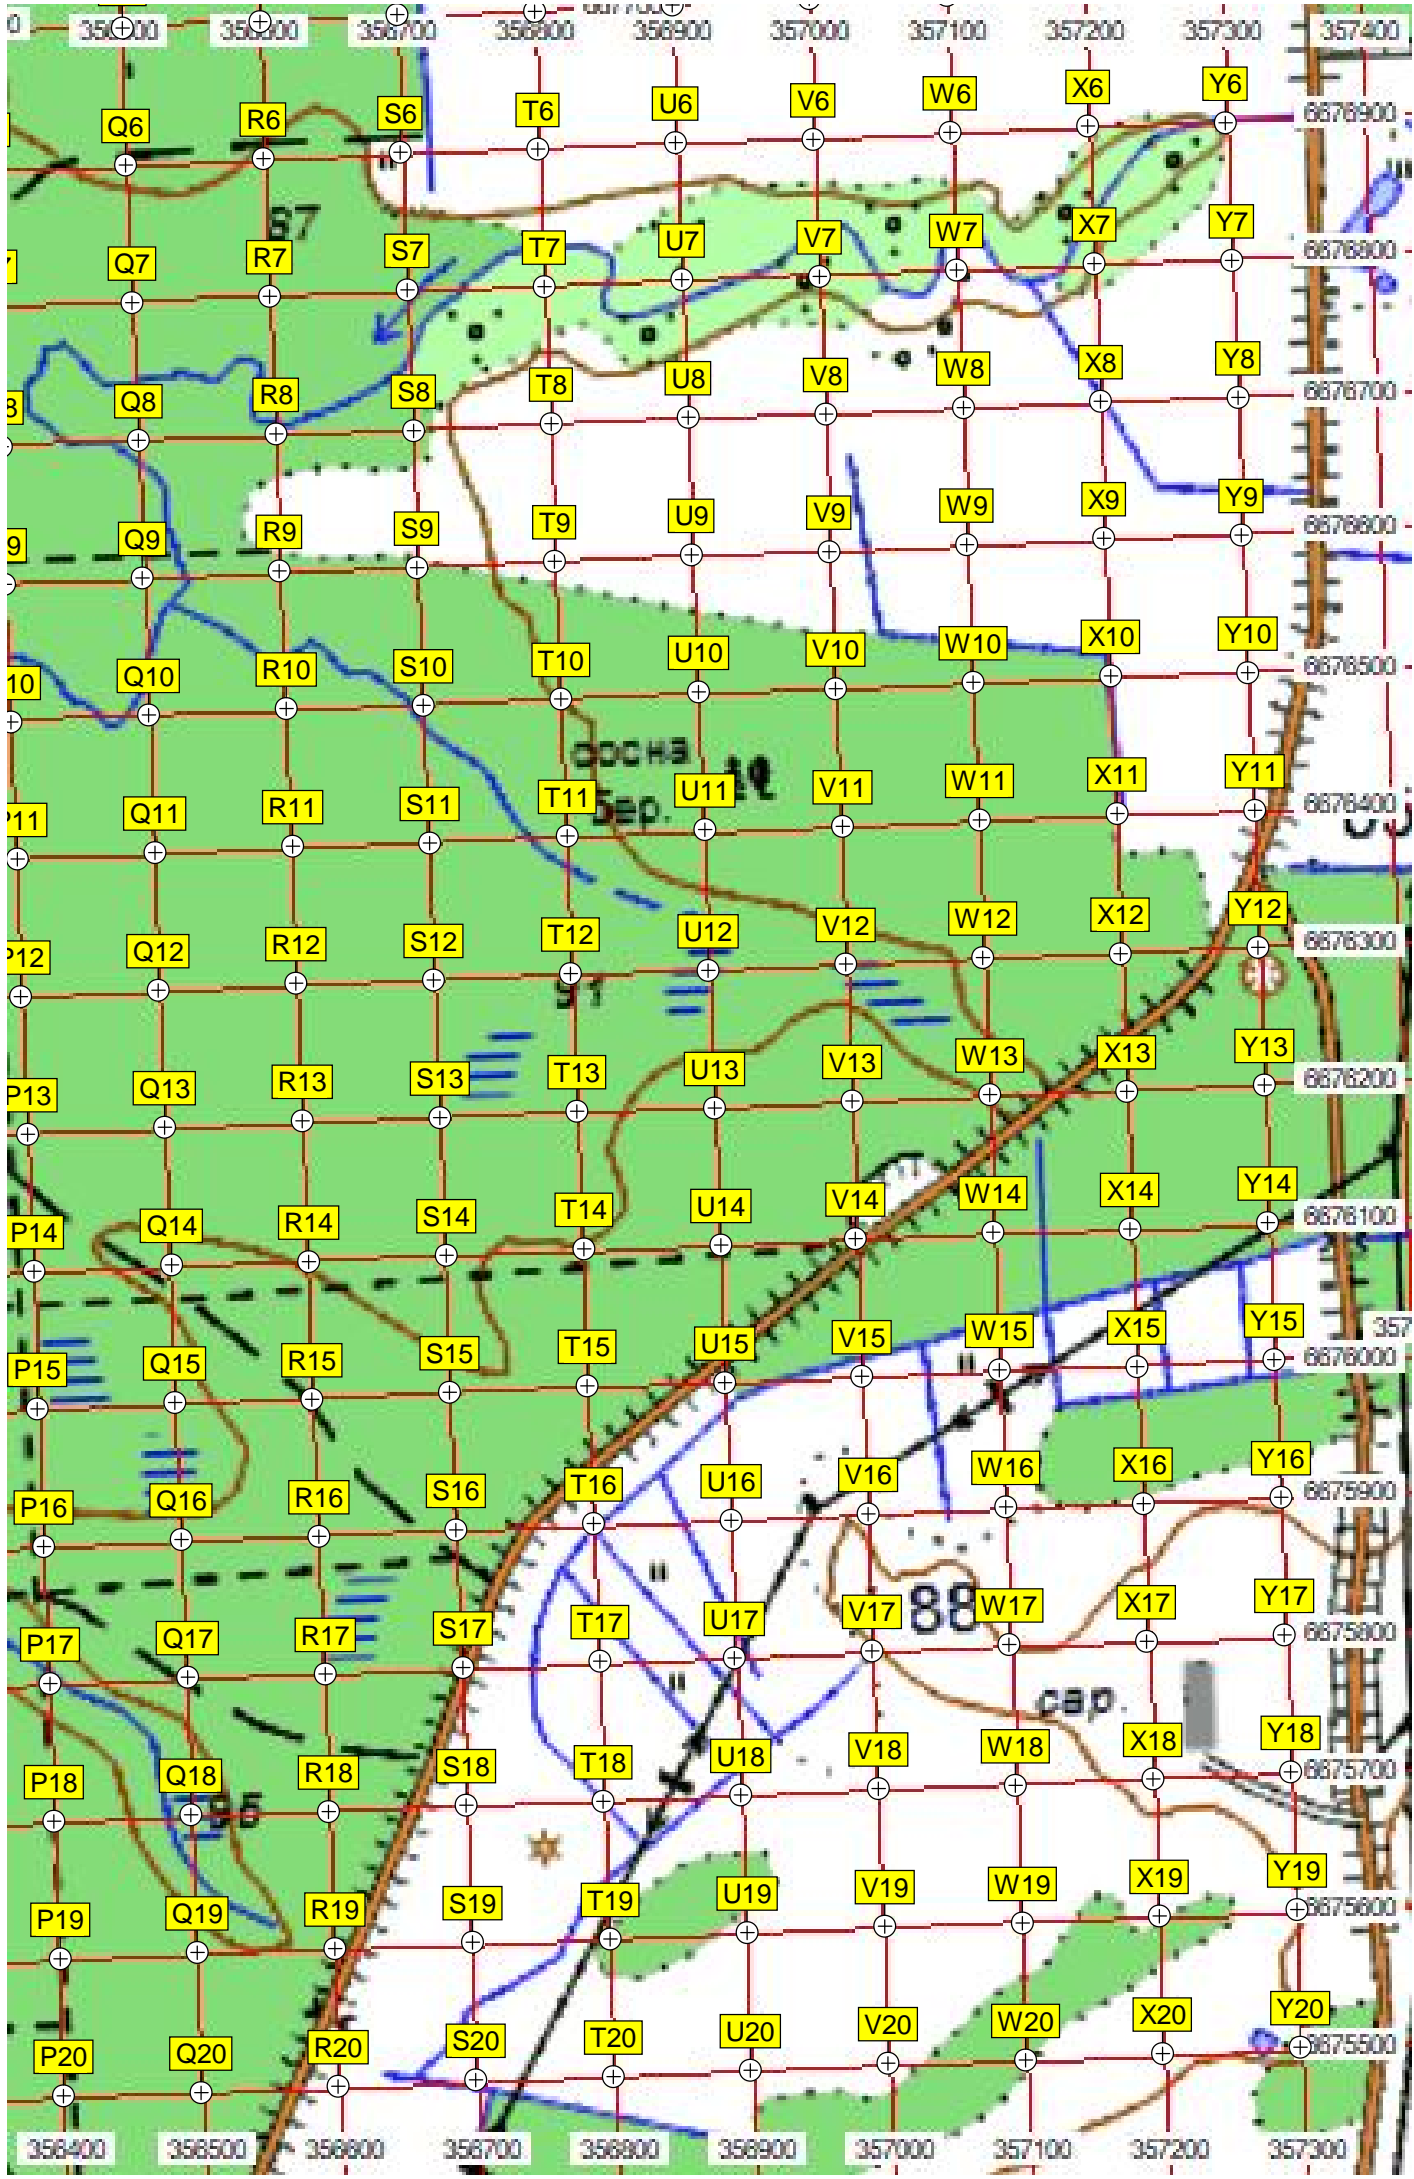 356700 356800 356900 357000 357100 357200 357300 357400
Q6 R6 S6 T6 U6 V6 W6 X6 Y6
6676900
67
Q7 R7 S7 T7 U7 V7 W7 X7 Y7
6676800
Q8 R8 S8 T8 U8 V8 W8 X8 Y8
6676700
Q9 R9 S9 T9 U9 V9 W9 X9 Y9
6676600
Q10 R10 S10 T10 U10 V10 W10 X10 Y10
6676500
сосна
бер.
P11 Q11 R11 S11 T11 U11 V11 W11 X11 Y11
6676400
P12 Q12 R12 S12 T12 U12 V12 W12 X12 Y12
6676300
91
P13 Q13 R13 S13 T13 U13 V13 W13 X13 Y13
6676200
P14 Q14 R14 S14 T14 U14 V14 W14 X14 Y14
6676100
357
P15 Q15 R15 S15 T15 U15 V15 W15 X15 Y15
6676000
P16 Q16 R16 S16 T16 U16 V16 W16 X16 Y16
6675900
88
P17 Q17 R17 S17 T17 U17 V17 W17 X17 Y17
6675800
сар.
P18 Q18 R18 S18 T18 U18 V18 W18 X18 Y18
6675700
95
P19 Q19 R19 S19 T19 U19 V19 W19 X19 Y19
6675600
P20 Q20 R20 S20 T20 U20 V20 W20 X20 Y20
6675500
356400 356500 356600 356700 356800 356900 357000 357100 357200 357300